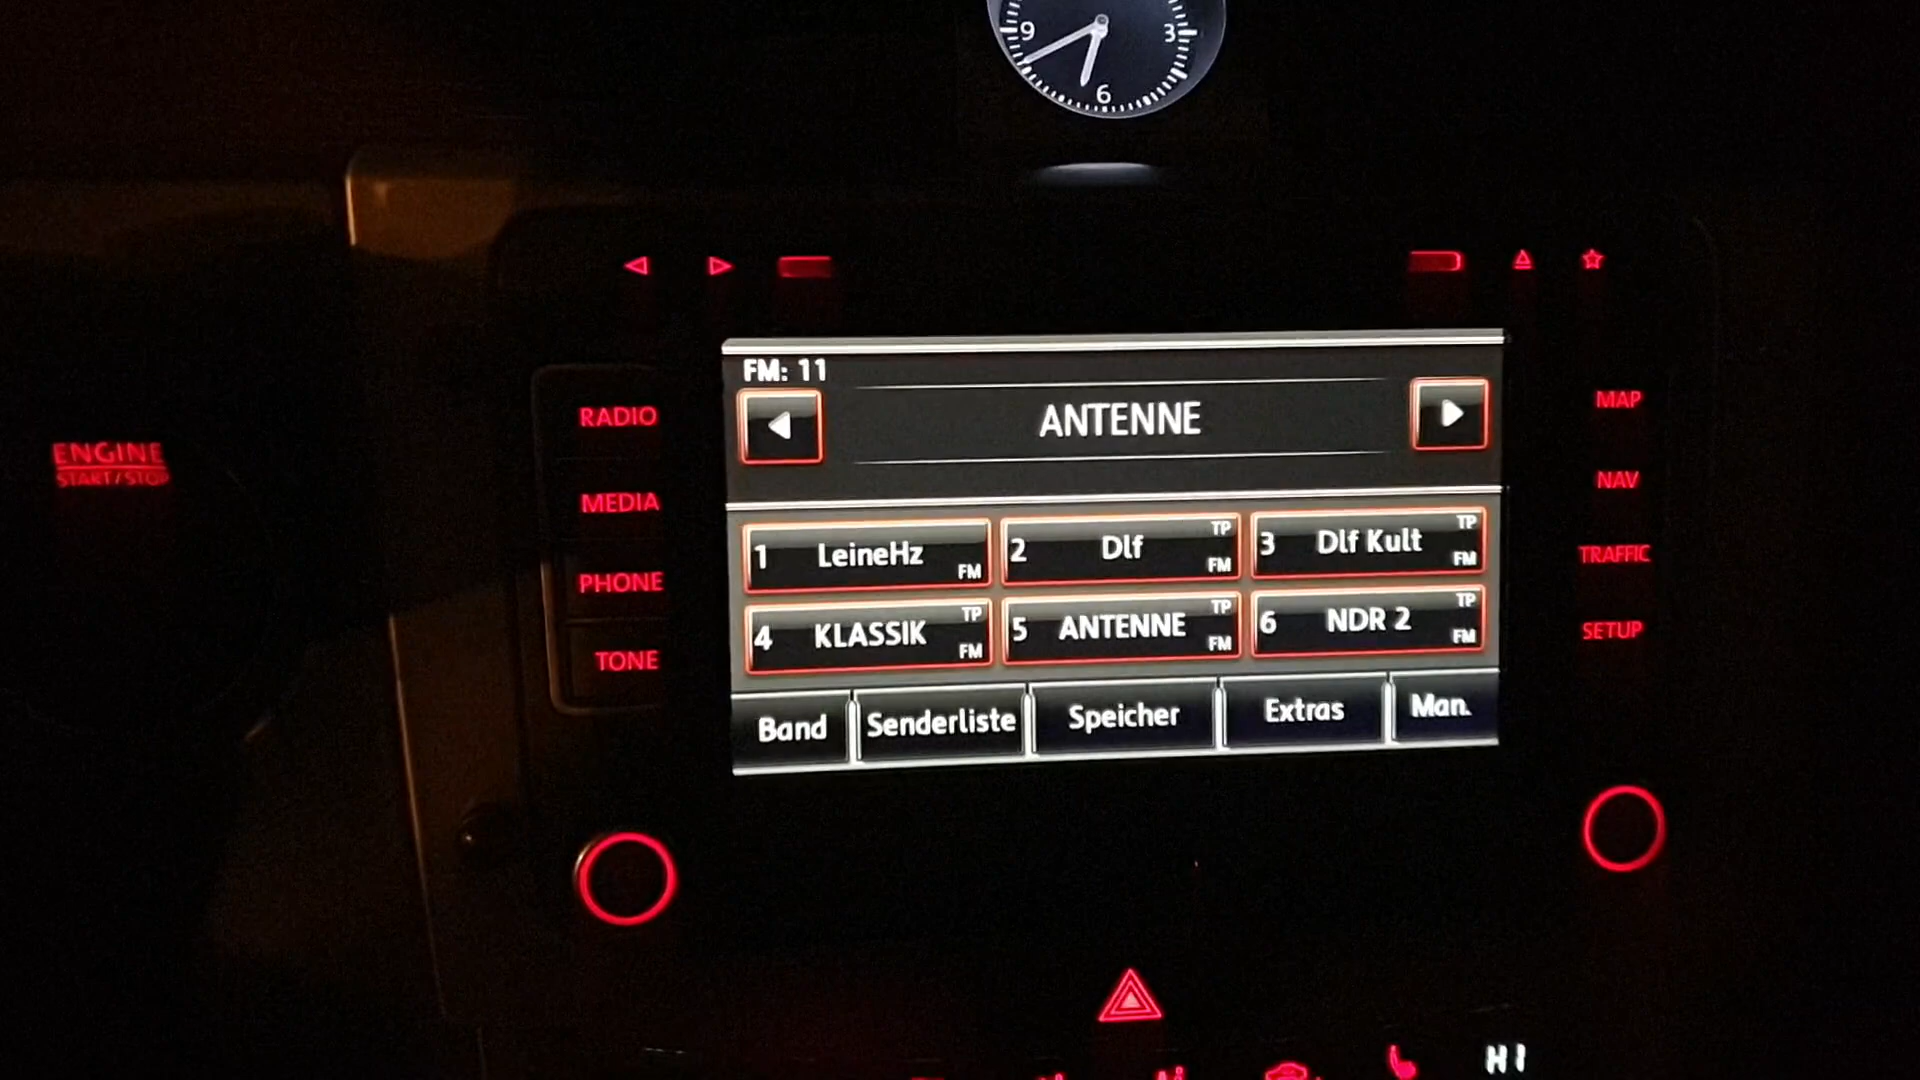 9 3
6
ENGINE
START/STOP
RADIO
MEDIA
PHONE
TONE
FM: 11
ANTENNE
1 LeineHz FM
2 Dlf TP FM
3 Dlf Kult TP FM
4 KLASSIK TP FM
5 ANTENNE TP FM
6 NDR 2 TP FM
Band Senderliste Speicher Extras Man.
MAP
NAV
TRAFFIC
SETUP
HI